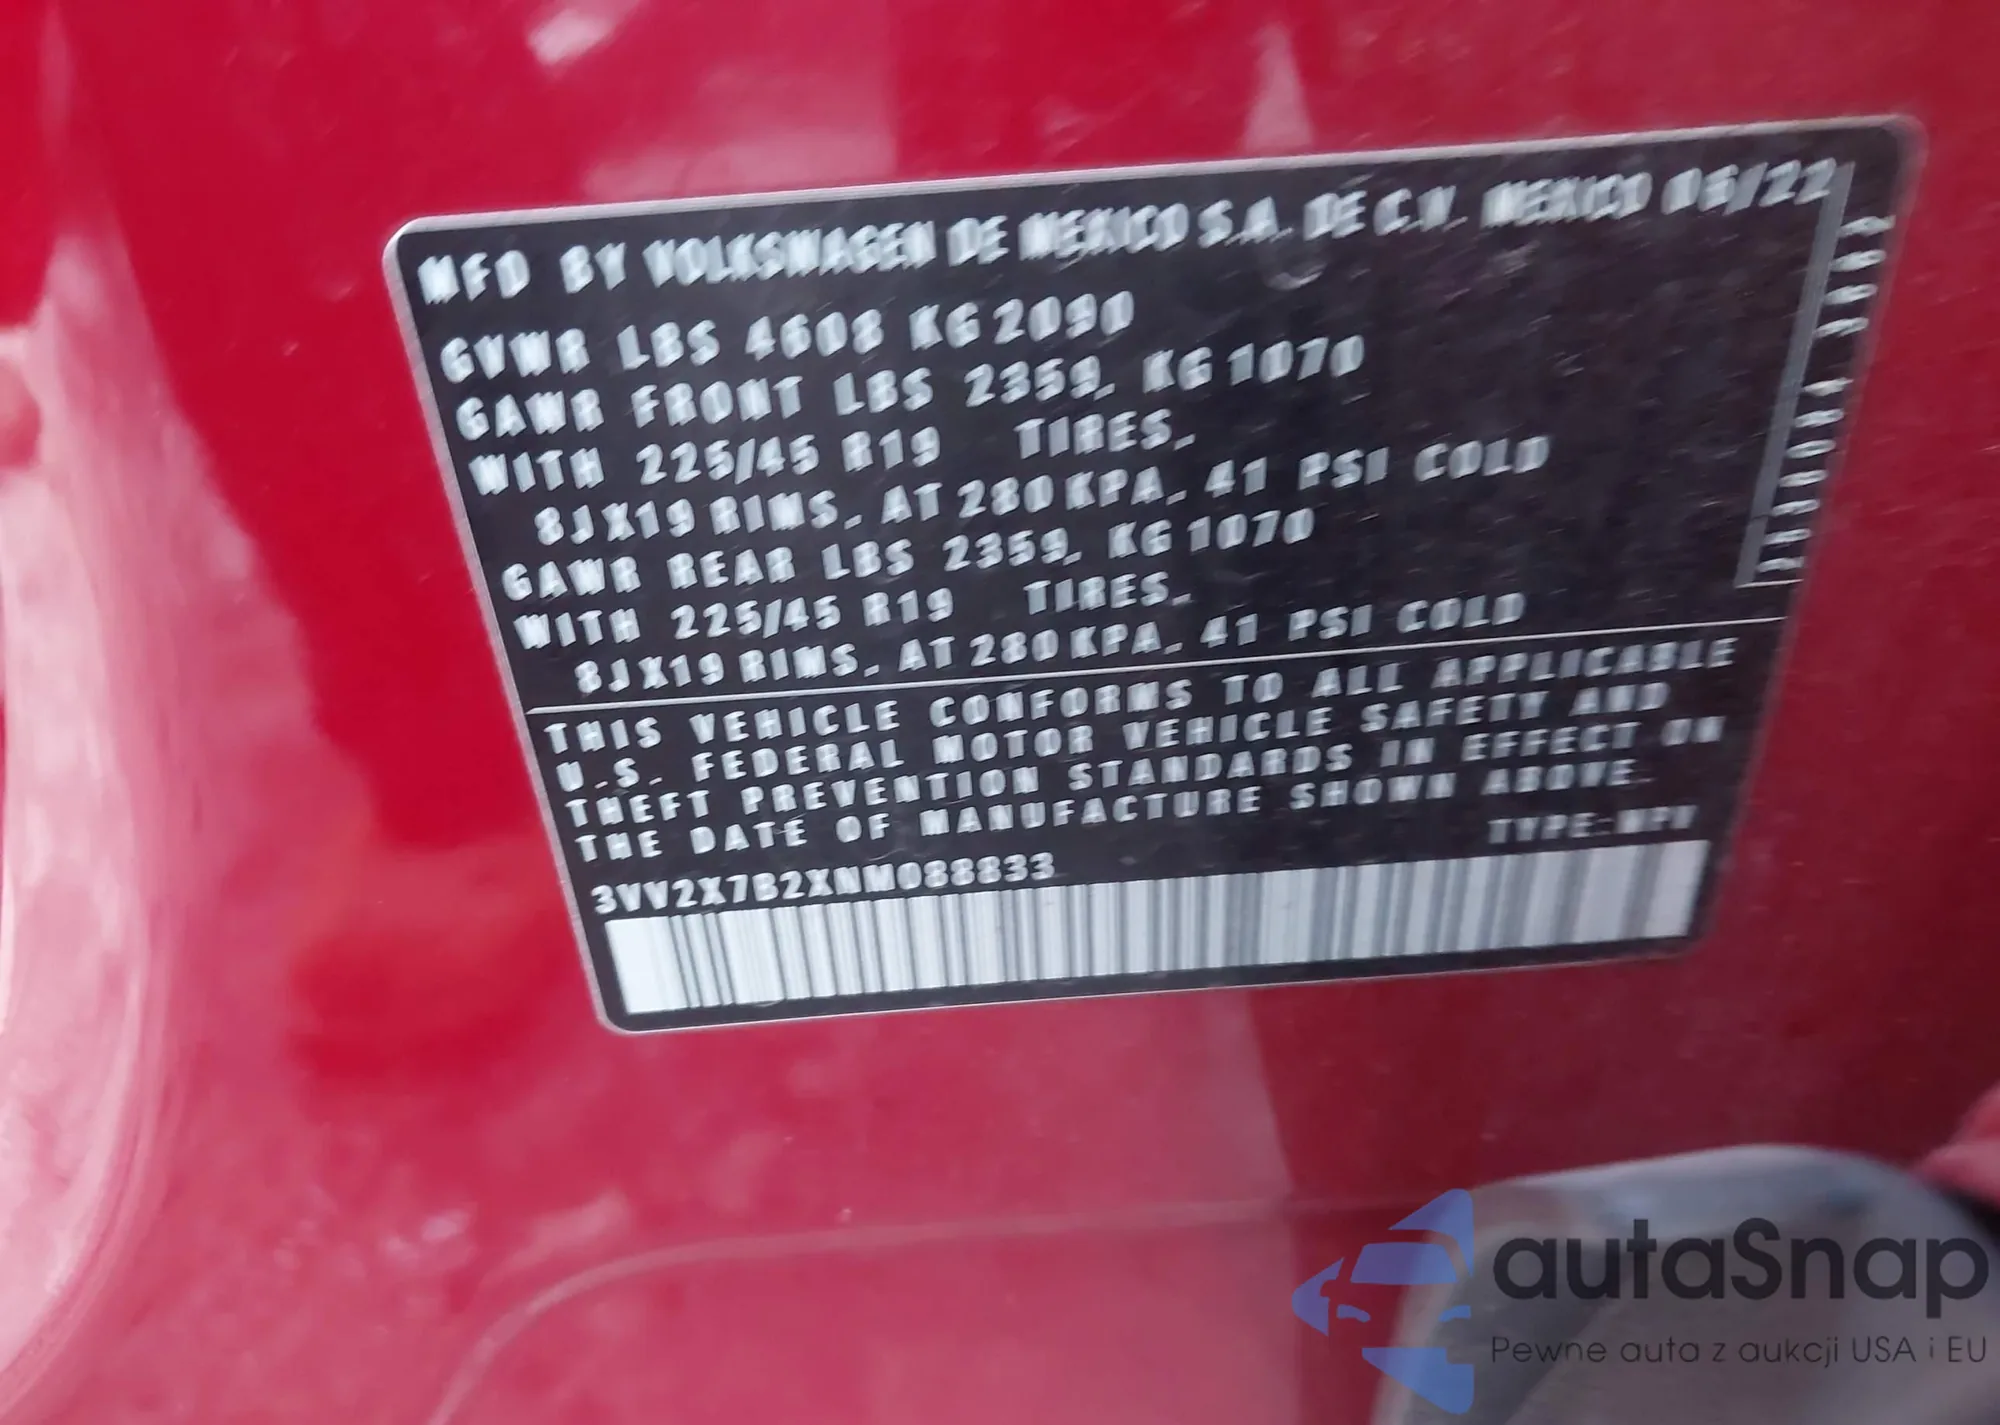 MFD BY VOLKSWAGEN DE MEXICO S.A. DE C.V. MEXICO 06/22
GVWR LBS 4608 KG 2090
GAWR FRONT LBS 2359, KG 1070
WITH 225/45 R19 TIRES,
8JX19 RIMS, AT 280 KPA, 41 PSI COLD
GAWR REAR LBS 2359, KG 1070
WITH 225/45 R19 TIRES,
8JX19 RIMS, AT 280 KPA, 41 PSI COLD
THIS VEHICLE CONFORMS TO ALL APPLICABLE
U.S. FEDERAL MOTOR VEHICLE SAFETY AND
THEFT PREVENTION STANDARDS IN EFFECT ON
THE DATE OF MANUFACTURE SHOWN ABOVE.
TYPE: MPV
3VV2X7B2XNM088833
autaSnap
Pewne auta z aukcji USA i EU